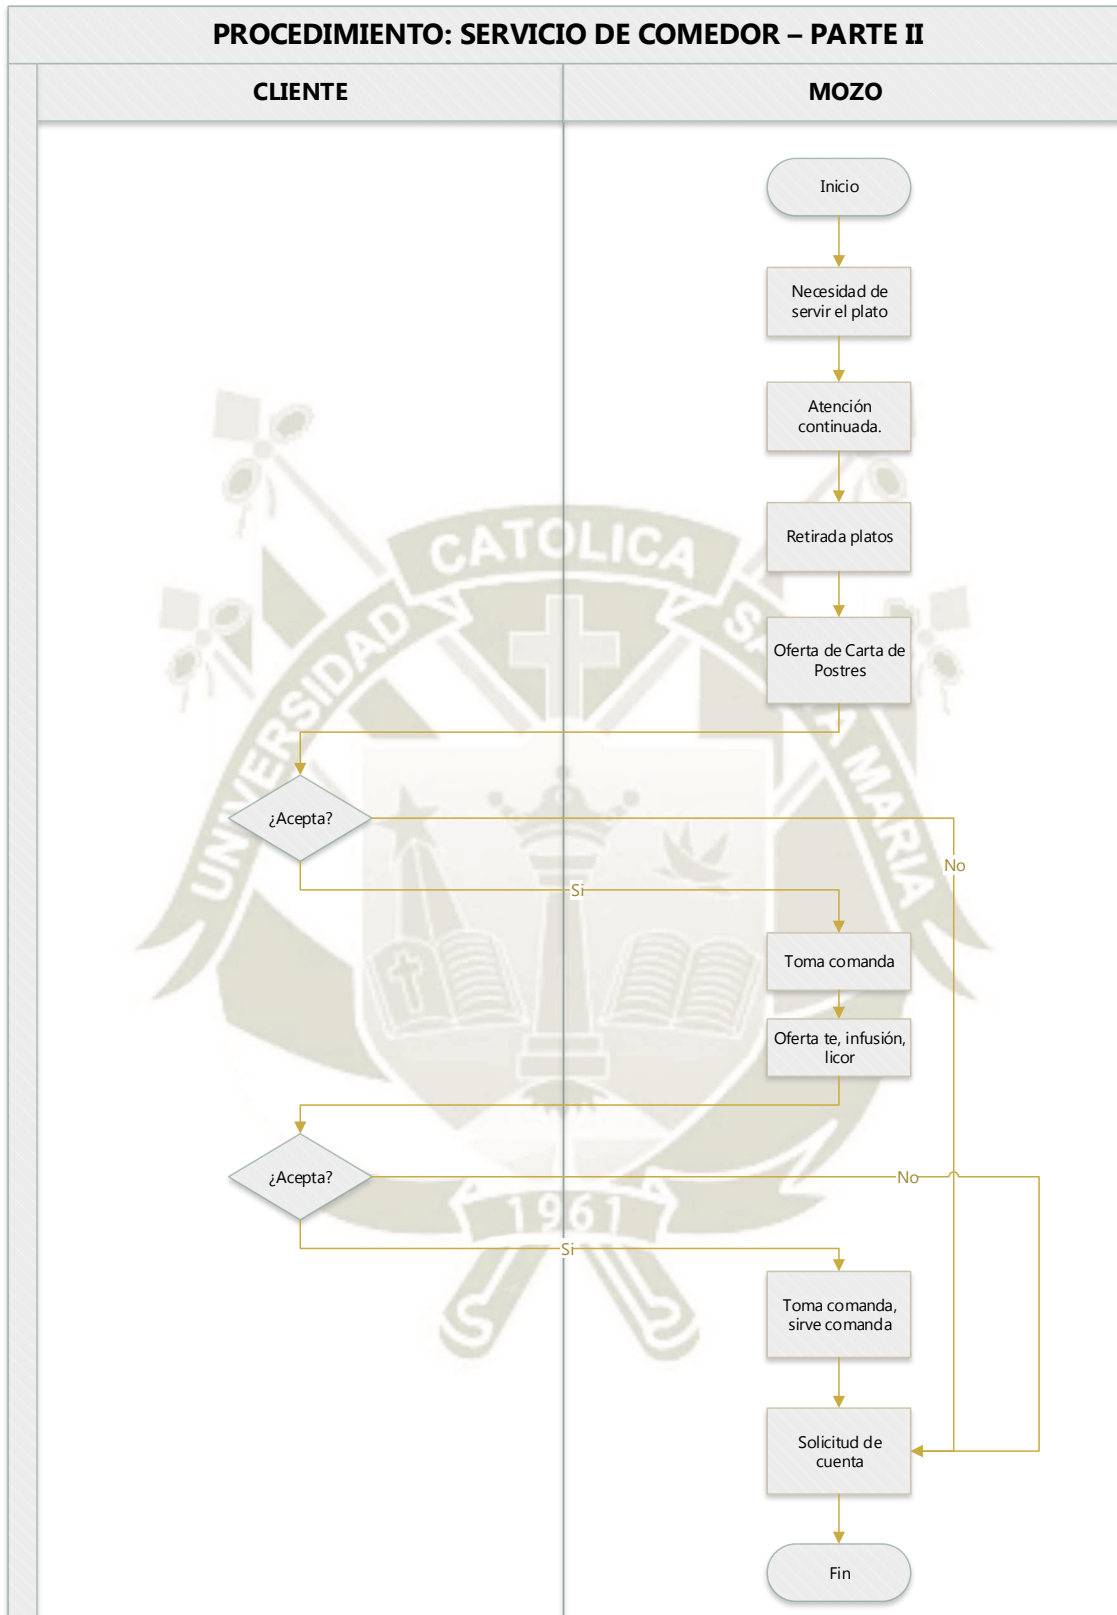 PROCEDIMIENTO: SERVICIO DE COMEDOR – PARTE II
CLIENTE
MOZO
Inicio
Necesidad de
servir el plato
Atención
continuada.
Retirada platos
Oferta de Carta de
Postres
¿Acepta?
No
Si
Toma comanda
Oferta te, infusión,
licor
¿Acepta?
No
Si
Toma comanda,
sirve comanda
Solicitud de
cuenta
Fin
UNIVERSIDAD
CATOLICA
MARIA
1961